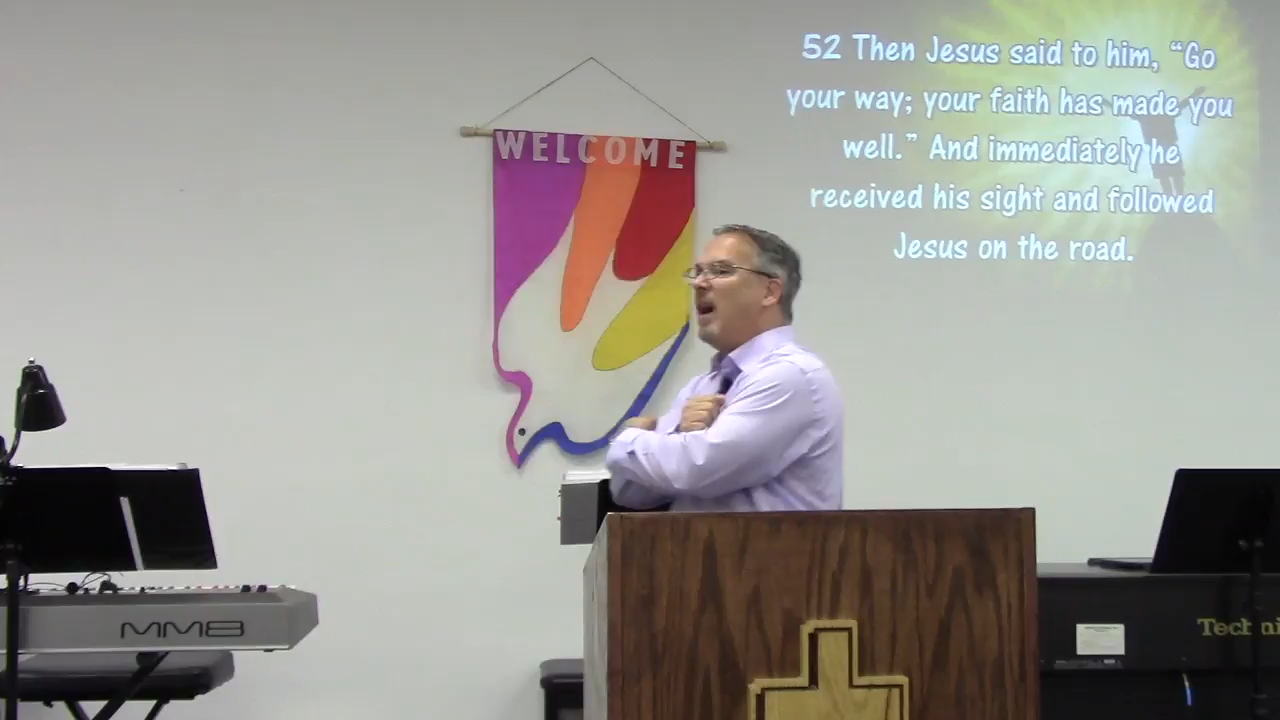 52 Then Jesus said to him, “Go
your way; your faith has made you
well.” And immediately he
received his sight and followed
Jesus on the road.
WELCOME
MM8
Techni